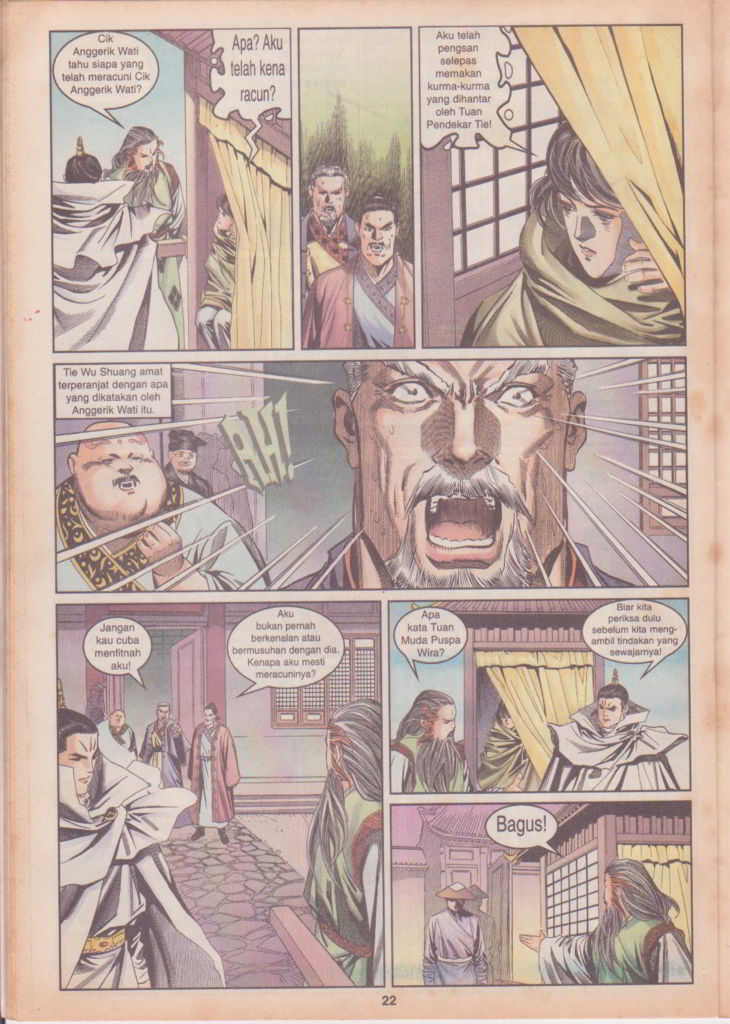 Cik
Anggerik Wati
tahu siapa yang
telah meracuni Cik
Anggerik Wati?
Apa? Aku
telah kena
racun?
Aku telah
pengsan
selepas
memakan
kurma-kurma
yang dihantar
oleh Tuan
Pendekar Tie!
Tie Wu Shuang amat
terperanjat dengan apa
yang dikatakan oleh
Anggerik Wati itu.
AH!
Jangan
kau cuba
menfitnah
aku!
Aku
bukan pernah
berkenalan atau
bermusuhan dengan dia.
Kenapa aku mesti
meracuninya?
Apa
kata Tuan
Muda Puspa
Wira?
Biar kita
periksa dulu
sebelum kita meng-
ambil tindakan yang
sewajarnya!
Bagus!
22